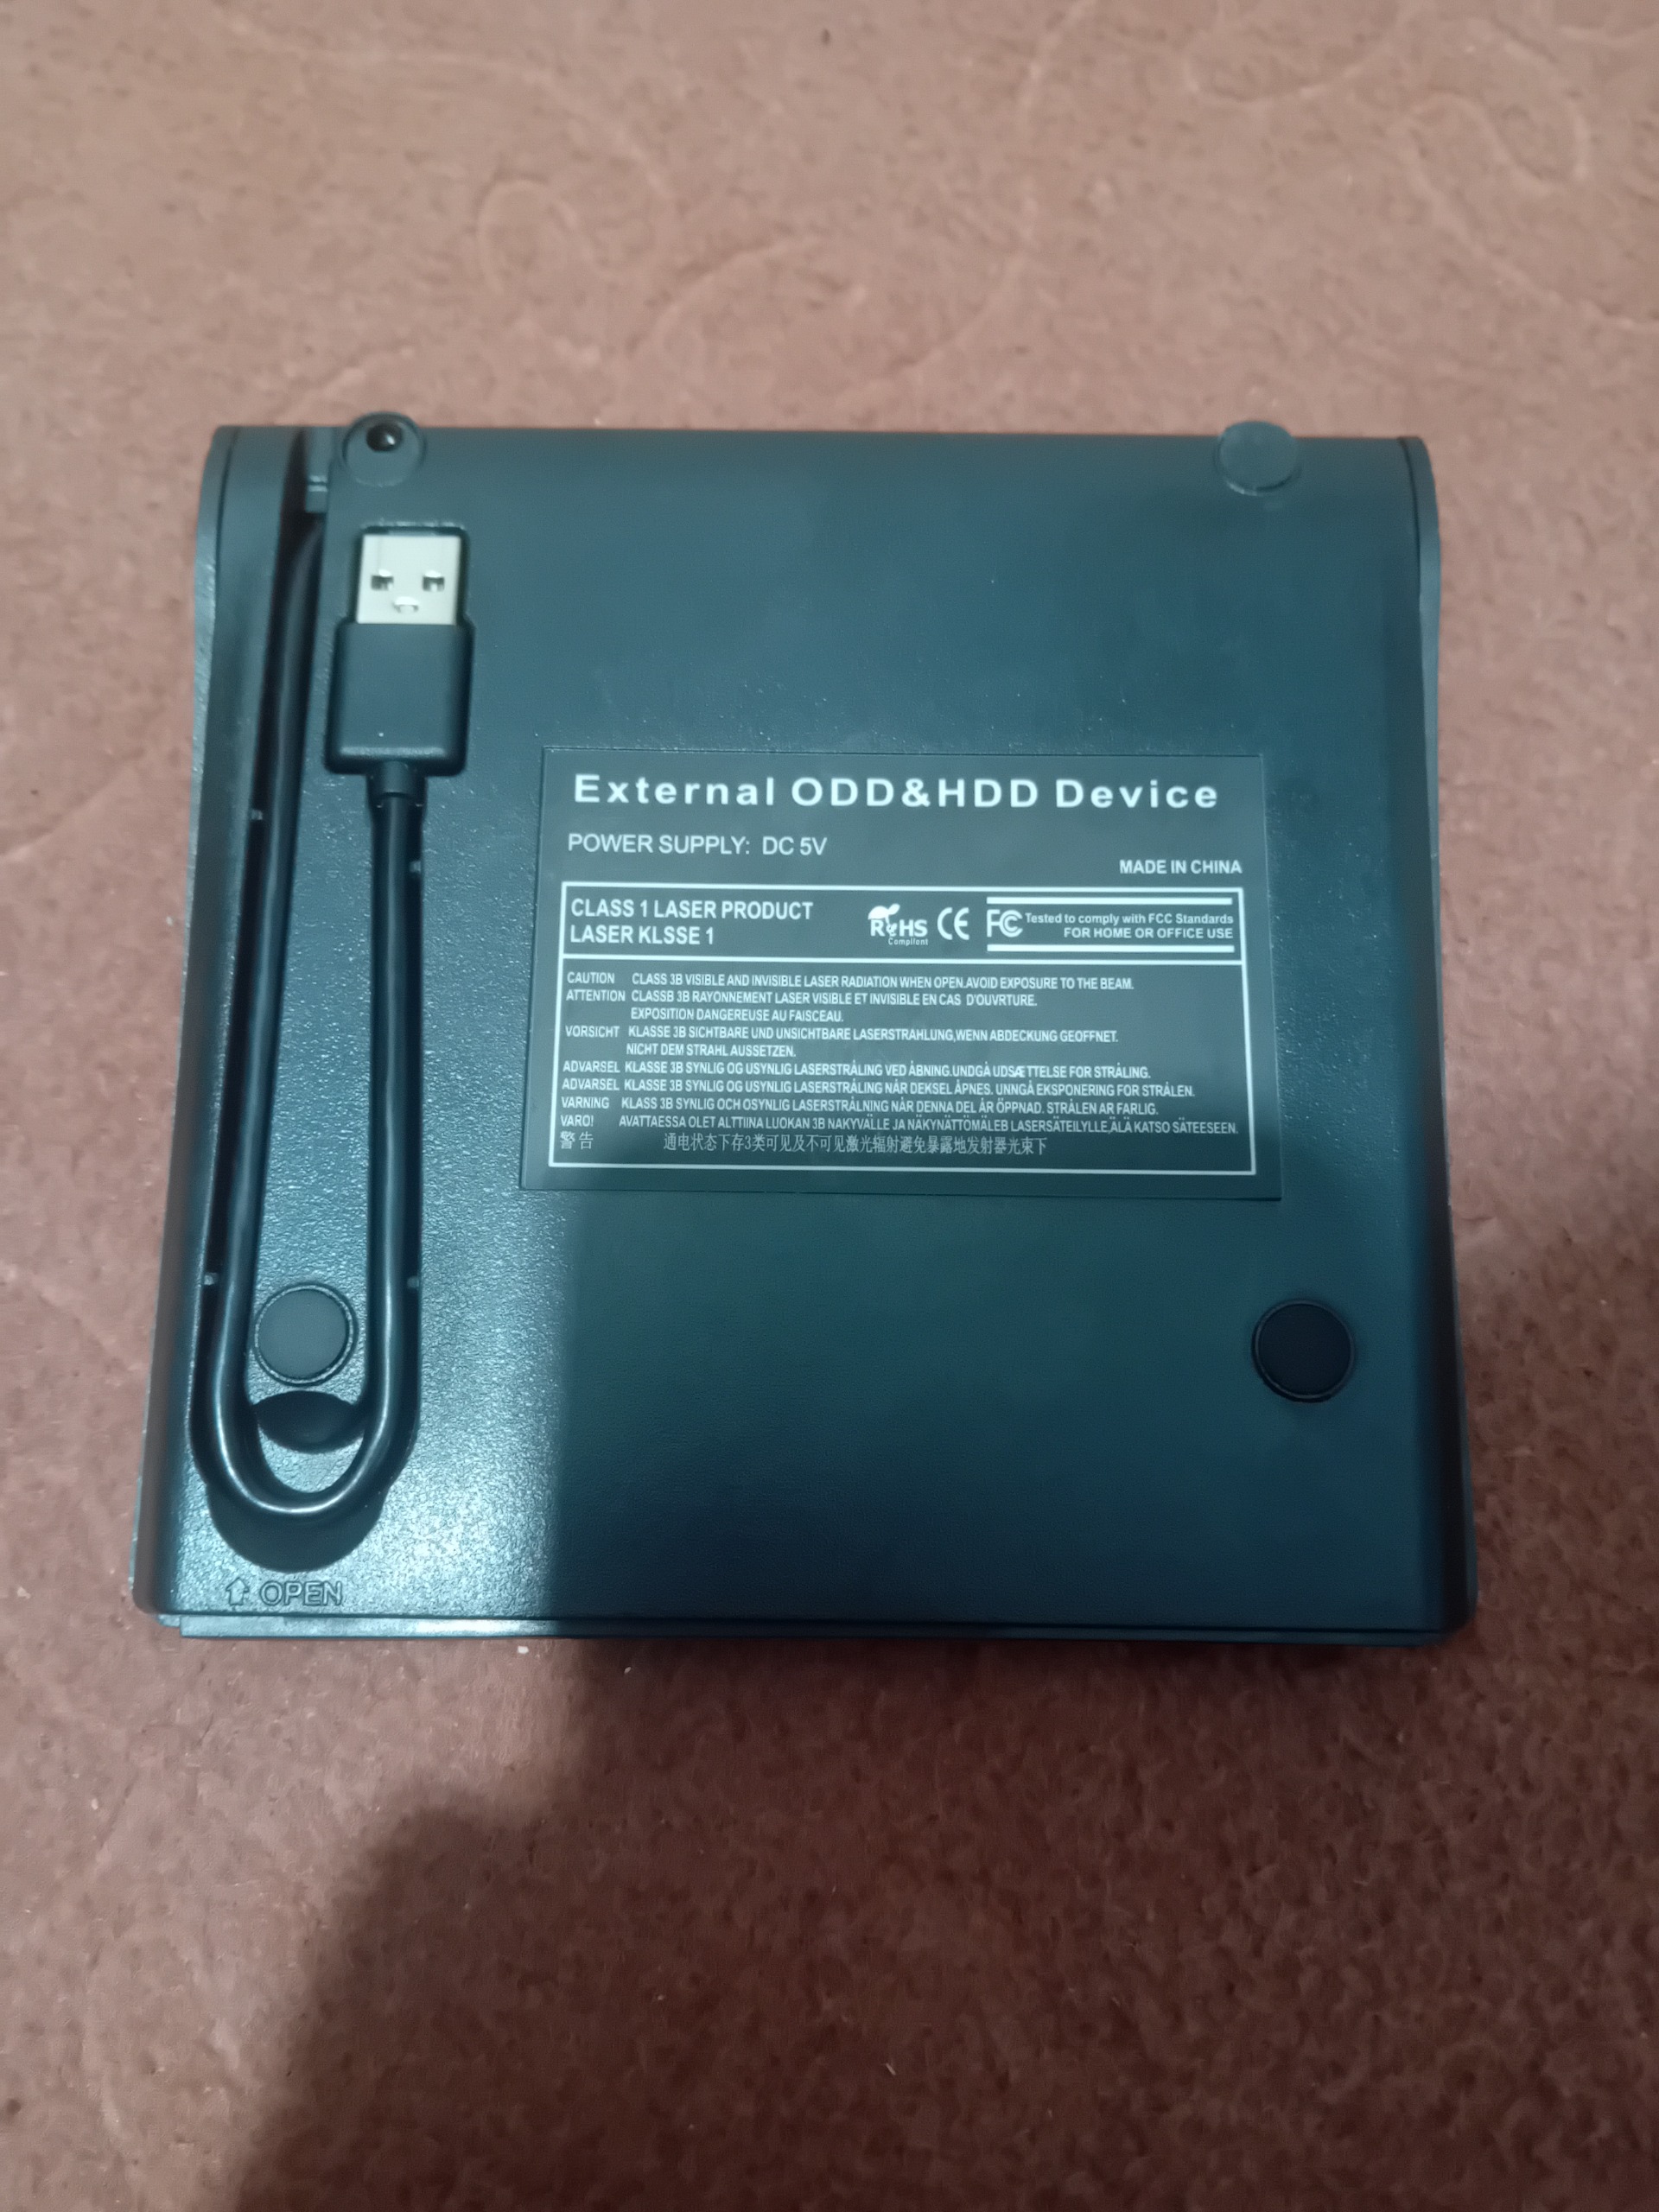 External ODD&HDD Device
POWER SUPPLY: DC 5V
MADE IN CHINA
CLASS 1 LASER PRODUCT
LASER KLSSE 1
RoHS
Complient
CE
FC Tested to comply with FCC Standards
FOR HOME OR OFFICE USE
CAUTION CLASS 3B VISIBLE AND INVISIBLE LASER RADIATION WHEN OPEN.AVOID EXPOSURE TO THE BEAM.
ATTENTION CLASSB 3B RAYONNEMENT LASER VISIBLE ET INVISIBLE EN CAS D'OUVRTURE.
EXPOSITION DANGEREUSE AU FAISCEAU.
VORSICHT KLASSE 3B SICHTBARE UND UNSICHTBARE LASERSTRAHLUNG,WENN ABDECKUNG GEOFFNET.
NICHT DEM STRAHL AUSSETZEN.
ADVARSEL KLASSE 3B SYNLIG OG USYNLIG LASERSTRÅLING VED ÅBNING.UNDGÅ UDSÆTTELSE FOR STRÅLING.
ADVARSEL KLASSE 3B SYNLIG OG USYNLIG LASERSTRÅLING NÅR DEKSEL ÅPNES. UNNGÅ EKSPONERING FOR STRÅLEN.
VARNING KLASS 3B SYNLIG OCH OSYNLIG LASERSTRÅLNING NÄR DENNA DEL ÄR ÖPPNAD. STRÅLEN AR FARLIG.
VARO! AVATTAESSA OLET ALTTIINA LUOKAN 3B NAKYVALLE JA NÄKYNÄTTÖMÄLEB LASERSÄTEILYLLE,ÄLÄ KATSO SÄTEESEEN.
警告 通电状态下存3类可见及不可见激光辐射避免暴露地发射器光束下
OPEN